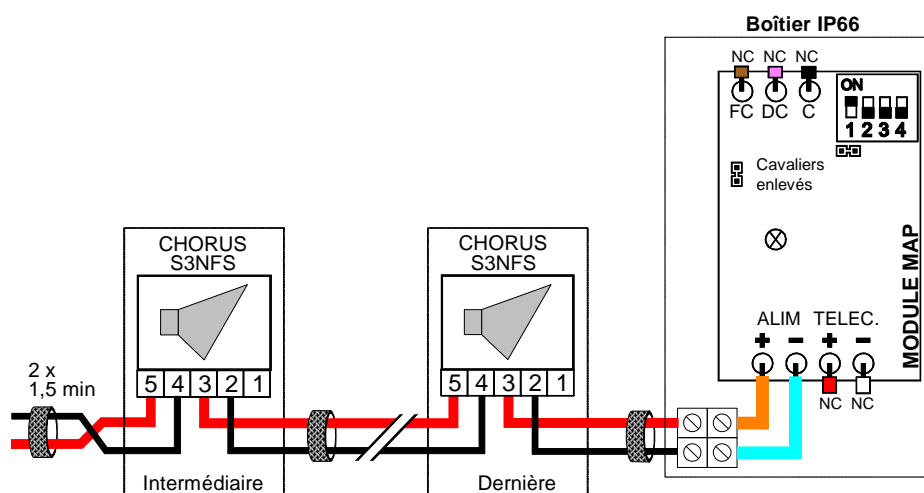 Boîtier IP66
NC NC NC
FC DC C
ON
1 2 3 4
Cavaliers
enlevés
MODULE MAP
ALIM TELEC.
+ − + −
NC NC
CHORUS
S3NFS
5 4 3 2 1
Intermédiaire
CHORUS
S3NFS
5 4 3 2 1
Dernière
2 x
1,5 min